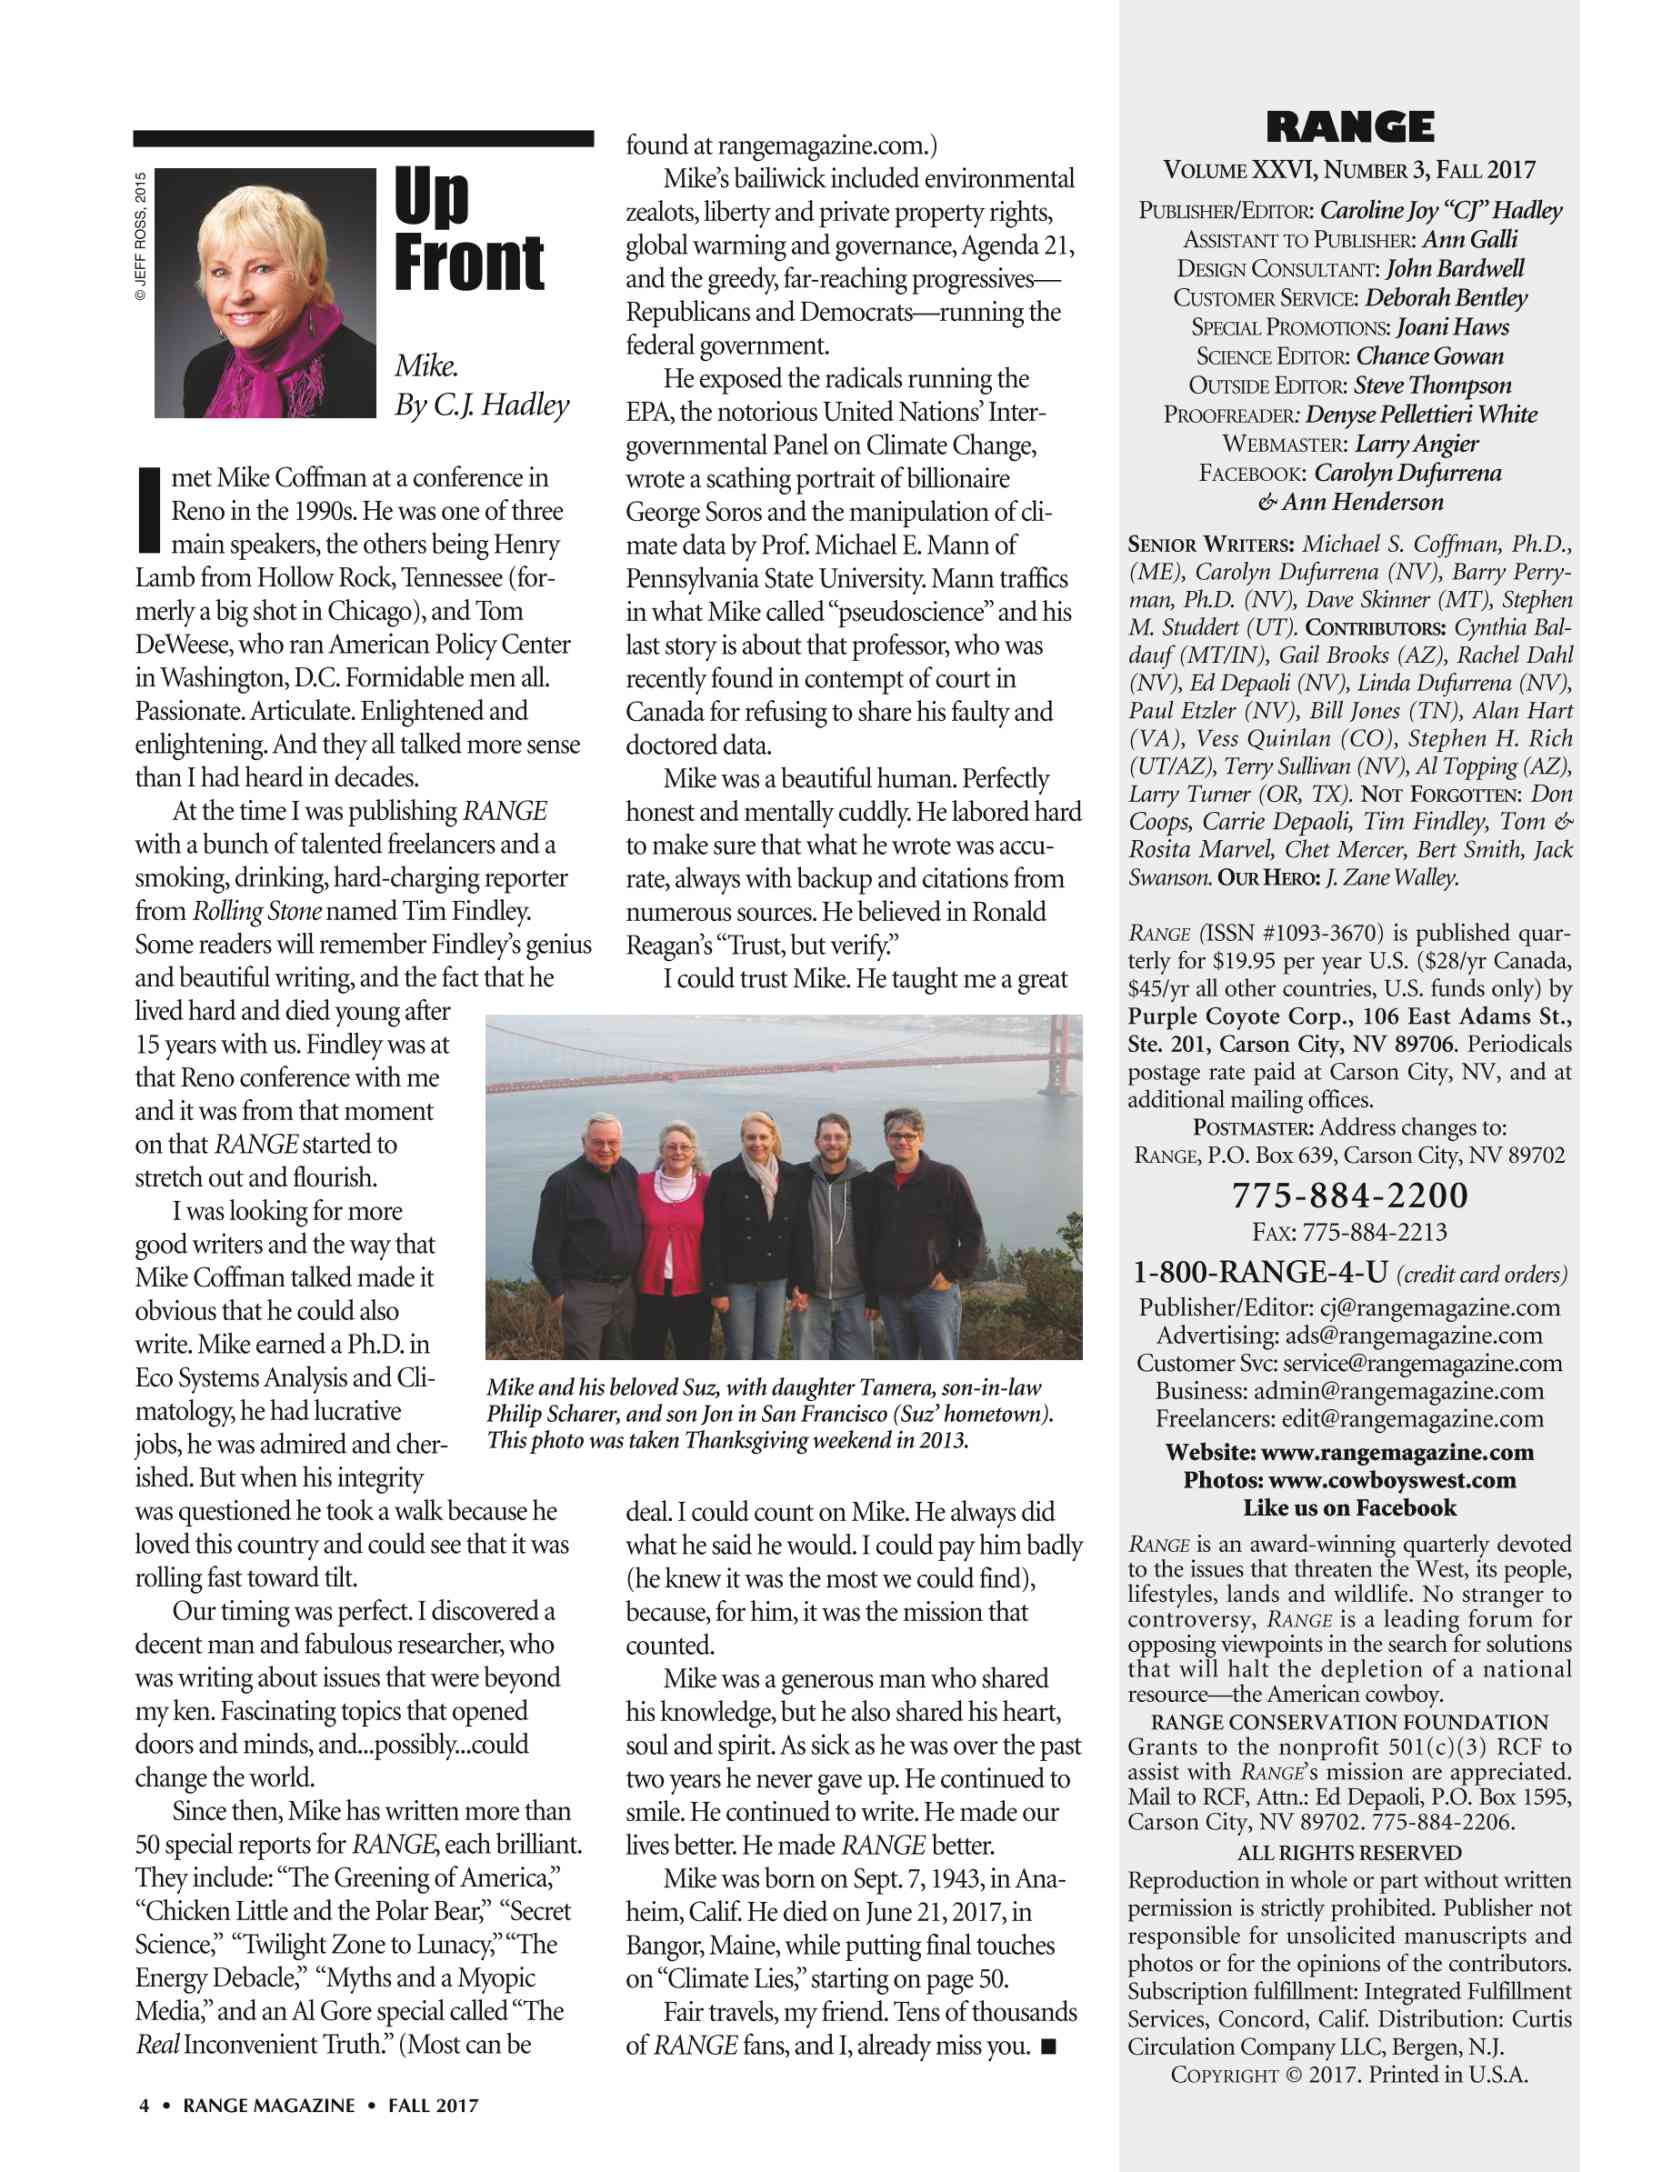 © JEFF ROSS, 2015
Up
Front
Mike.
By C.J. Hadley
I met Mike Coffman at a conference in
Reno in the 1990s. He was one of three
main speakers, the others being Henry
Lamb from Hollow Rock, Tennessee (for-
merly a big shot in Chicago), and Tom
DeWeese, who ran American Policy Center
in Washington, D.C. Formidable men all.
Passionate. Articulate. Enlightened and
enlightening. And they all talked more sense
than I had heard in decades.
At the time I was publishing RANGE
with a bunch of talented freelancers and a
smoking, drinking, hard-charging reporter
from Rolling Stone named Tim Findley.
Some readers will remember Findley's genius
and beautiful writing, and the fact that he
lived hard and died young after
15 years with us. Findley was at
that Reno conference with me
and it was from that moment
on that RANGE started to
stretch out and flourish.
I was looking for more
good writers and the way that
Mike Coffman talked made it
obvious that he could also
write. Mike earned a Ph.D. in
Eco Systems Analysis and Cli-
matology, he had lucrative
jobs, he was admired and cher-
ished. But when his integrity
was questioned he took a walk because he
loved this country and could see that it was
rolling fast toward tilt.
Our timing was perfect. I discovered a
decent man and fabulous researcher, who
was writing about issues that were beyond
my ken. Fascinating topics that opened
doors and minds, and...possibly...could
change the world.
Since then, Mike has written more than
50 special reports for RANGE, each brilliant.
They include: “The Greening of America,”
“Chicken Little and the Polar Bear,” “Secret
Science,” “Twilight Zone to Lunacy,” “The
Energy Debacle,” “Myths and a Myopic
Media,” and an Al Gore special called “The
Real Inconvenient Truth.” (Most can be
found at rangemagazine.com.)
Mike's bailiwick included environmental
zealots, liberty and private property rights,
global warming and governance, Agenda 21,
and the greedy, far-reaching progressives—
Republicans and Democrats—running the
federal government.
He exposed the radicals running the
EPA, the notorious United Nations' Inter-
governmental Panel on Climate Change,
wrote a scathing portrait of billionaire
George Soros and the manipulation of cli-
mate data by Prof. Michael E. Mann of
Pennsylvania State University. Mann traffics
in what Mike called “pseudoscience” and his
last story is about that professor, who was
recently found in contempt of court in
Canada for refusing to share his faulty and
doctored data.
Mike was a beautiful human. Perfectly
honest and mentally cuddly. He labored hard
to make sure that what he wrote was accu-
rate, always with backup and citations from
numerous sources. He believed in Ronald
Reagan's “Trust, but verify.”
I could trust Mike. He taught me a great
Mike and his beloved Suz, with daughter Tamera, son-in-law
Philip Scharer, and son Jon in San Francisco (Suz' hometown).
This photo was taken Thanksgiving weekend in 2013.
deal. I could count on Mike. He always did
what he said he would. I could pay him badly
(he knew it was the most we could find),
because, for him, it was the mission that
counted.
Mike was a generous man who shared
his knowledge, but he also shared his heart,
soul and spirit. As sick as he was over the past
two years he never gave up. He continued to
smile. He continued to write. He made our
lives better. He made RANGE better.
Mike was born on Sept. 7, 1943, in Ana-
heim, Calif. He died on June 21, 2017, in
Bangor, Maine, while putting final touches
on “Climate Lies,” starting on page 50.
Fair travels, my friend. Tens of thousands
of RANGE fans, and I, already miss you. ■
RANGE
VOLUME XXVI, NUMBER 3, FALL 2017
PUBLISHER/EDITOR: Caroline Joy “CJ” Hadley
ASSISTANT TO PUBLISHER: Ann Galli
DESIGN CONSULTANT: John Bardwell
CUSTOMER SERVICE: Deborah Bentley
SPECIAL PROMOTIONS: Joani Haws
SCIENCE EDITOR: Chance Gowan
OUTSIDE EDITOR: Steve Thompson
PROOFREADER: Denyse Pellettieri White
WEBMASTER: Larry Angier
FACEBOOK: Carolyn Dufurrena
& Ann Henderson
SENIOR WRITERS: Michael S. Coffman, Ph.D.,
(ME), Carolyn Dufurrena (NV), Barry Perry-
man, Ph.D. (NV), Dave Skinner (MT), Stephen
M. Studdert (UT). CONTRIBUTORS: Cynthia Bal-
dauf (MT/IN), Gail Brooks (AZ), Rachel Dahl
(NV), Ed Depaoli (NV), Linda Dufurrena (NV),
Paul Etzler (NV), Bill Jones (TN), Alan Hart
(VA), Vess Quinlan (CO), Stephen H. Rich
(UT/AZ), Terry Sullivan (NV), Al Topping (AZ),
Larry Turner (OR, TX). NOT FORGOTTEN: Don
Coops, Carrie Depaoli, Tim Findley, Tom &
Rosita Marvel, Chet Mercer, Bert Smith, Jack
Swanson. OUR HERO: J. Zane Walley.
RANGE (ISSN #1093-3670) is published quar-
terly for $19.95 per year U.S. ($28/yr Canada,
$45/yr all other countries, U.S. funds only) by
Purple Coyote Corp., 106 East Adams St.,
Ste. 201, Carson City, NV 89706. Periodicals
postage rate paid at Carson City, NV, and at
additional mailing offices.
POSTMASTER: Address changes to:
RANGE, P.O. Box 639, Carson City, NV 89702
775-884-2200
FAX: 775-884-2213
1-800-RANGE-4-U (credit card orders)
Publisher/Editor: cj@rangemagazine.com
Advertising: ads@rangemagazine.com
Customer Svc: service@rangemagazine.com
Business: admin@rangemagazine.com
Freelancers: edit@rangemagazine.com
Website: www.rangemagazine.com
Photos: www.cowboyswest.com
Like us on Facebook
RANGE is an award-winning quarterly devoted
to the issues that threaten the West, its people,
lifestyles, lands and wildlife. No stranger to
controversy, RANGE is a leading forum for
opposing viewpoints in the search for solutions
that will halt the depletion of a national
resource—the American cowboy.
RANGE CONSERVATION FOUNDATION
Grants to the nonprofit 501(c)(3) RCF to
assist with RANGE's mission are appreciated.
Mail to RCF, Attn.: Ed Depaoli, P.O. Box 1595,
Carson City, NV 89702. 775-884-2206.
ALL RIGHTS RESERVED
Reproduction in whole or part without written
permission is strictly prohibited. Publisher not
responsible for unsolicited manuscripts and
photos or for the opinions of the contributors.
Subscription fulfillment: Integrated Fulfillment
Services, Concord, Calif. Distribution: Curtis
Circulation Company LLC, Bergen, N.J.
COPYRIGHT © 2017. Printed in U.S.A.
4 • RANGE MAGAZINE • FALL 2017